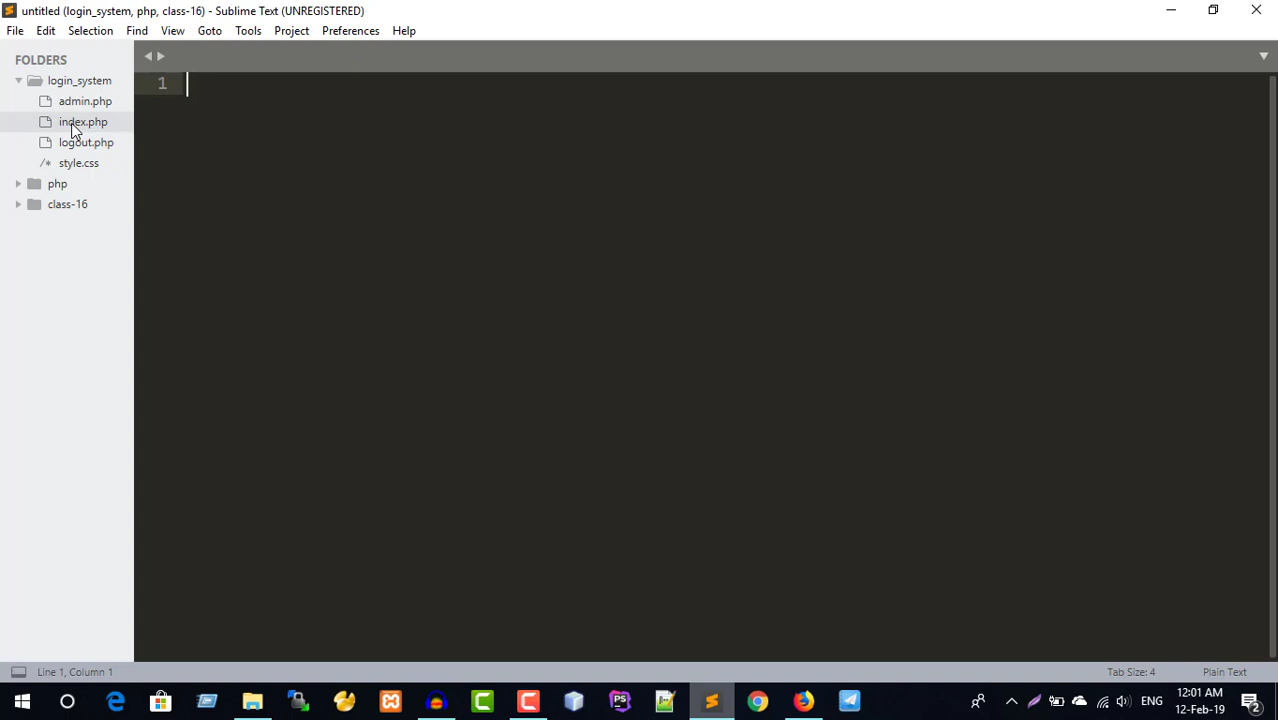 untitled (login_system, php, class-16) - Sublime Text (UNREGISTERED)
File Edit Selection Find View Goto Tools Project Preferences Help
FOLDERS
login_system
admin.php
index.php
logout.php
/* style.css
php
class-16
1
Line 1, Column 1 Tab Size: 4 Plain Text
PS
ENG
12:01 AM
12-Feb-19
2